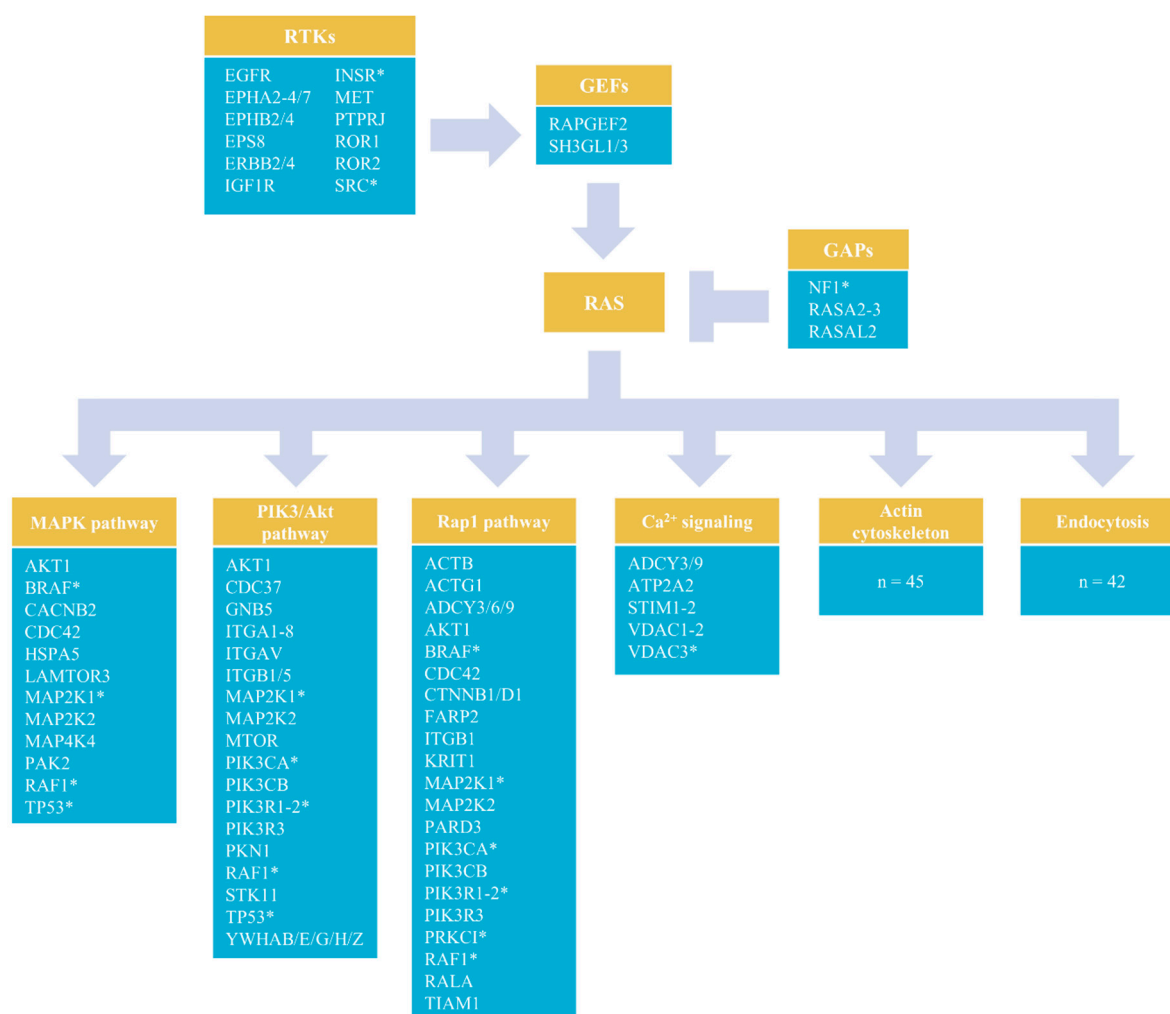 RTKs
EGFR
EPHA2-4/7
EPHB2/4
EPS8
ERBB2/4
IGF1R
INSR*
MET
PTPRJ
ROR1
ROR2
SRC*
GEFs
RAPGEF2
SH3GL1/3
GAPs
NF1*
RASA2-3
RASAL2
RAS
MAPK pathway
AKT1
BRAF*
CACNB2
CDC42
HSPA5
LAMTOR3
MAP2K1*
MAP2K2
MAP4K4
PAK2
RAF1*
TP53*
PIK3/Akt
pathway
AKT1
CDC37
GNB5
ITGA1-8
ITGAV
ITGB1/5
MAP2K1*
MAP2K2
MTOR
PIK3CA*
PIK3CB
PIK3R1-2*
PIK3R3
PKN1
RAF1*
STK11
TP53*
YWHAB/E/G/H/Z
Rap1 pathway
ACTB
ACTG1
ADCY3/6/9
AKT1
BRAF*
CDC42
CTNNB1/D1
FARP2
ITGB1
KRIT1
MAP2K1*
MAP2K2
PARD3
PIK3CA*
PIK3CB
PIK3R1-2*
PIK3R3
PRKCI*
RAF1*
RALA
TIAM1
Ca²⁺ signaling
ADCY3/9
ATP2A2
STIM1-2
VDAC1-2
VDAC3*
Actin
cytoskeleton
n = 45
Endocytosis
n = 42